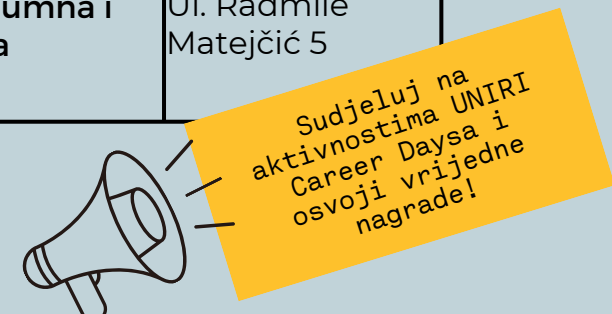 umna i
a
Ul. Radmile
Matejčić 5
Sudjeluj na
aktivnostima UNIRI
Career Daysa i
osvoji vrijedne
nagrade!